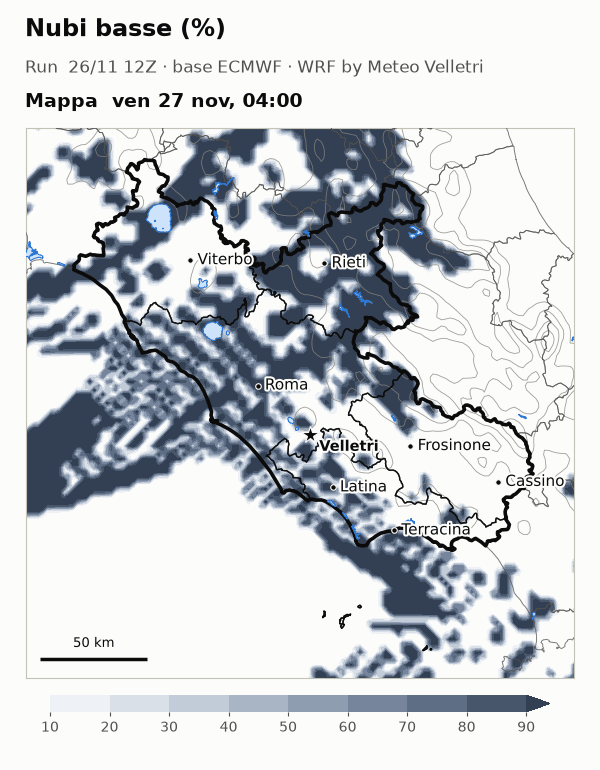 Nubi basse (%)
Run 26/11 12Z · base ECMWF · WRF by Meteo Velletri
Mappa ven 27 nov, 04:00
Viterbo
Rieti
Roma
Velletri
Frosinone
Cassino
Latina
Terracina
50 km
10 20 30 40 50 60 70 80 90